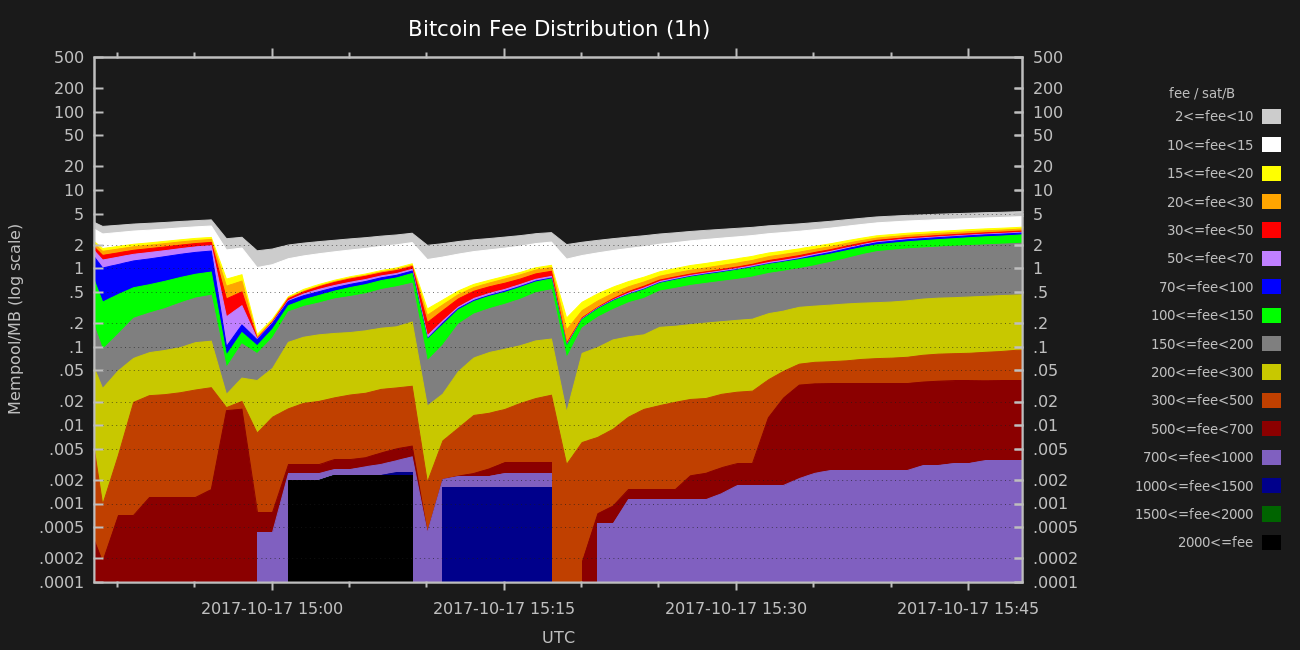 Bitcoin Fee Distribution (1h)
500 500
200 200
100 100
50 50
20 20
10 10
5 5
2 2
1 1
.5 .5
.2 .2
.1 .1
.05 .05
.02 .02
.01 .01
.005 .005
.002 .002
.001 .001
.0005 .0005
.0002 .0002
.0001 .0001
Mempool/MB (log scale)
2017-10-17 15:00 2017-10-17 15:15 2017-10-17 15:30 2017-10-17 15:45
UTC
fee / sat/B
2<=fee<10
10<=fee<15
15<=fee<20
20<=fee<30
30<=fee<50
50<=fee<70
70<=fee<100
100<=fee<150
150<=fee<200
200<=fee<300
300<=fee<500
500<=fee<700
700<=fee<1000
1000<=fee<1500
1500<=fee<2000
2000<=fee